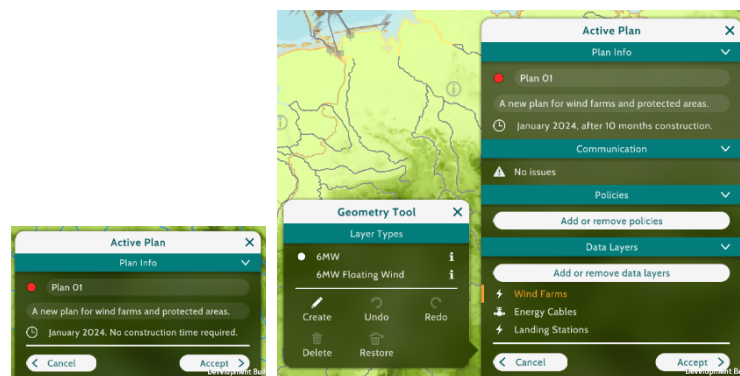 Active Plan
Plan Info
Plan 01
A new plan for wind farms and protected areas.
January 2024. No construction time required.
Cancel
Accept
Development Buil
Geometry Tool
Layer Types
6MW
6MW Floating Wind
Create
Undo
Redo
Delete
Restore
Active Plan
Plan Info
Plan 01
A new plan for wind farms and protected areas.
January 2024, after 10 months construction.
Communication
No issues
Policies
Add or remove policies
Data Layers
Add or remove data layers
Wind Farms
Energy Cables
Landing Stations
Cancel
Accept
Development Bui